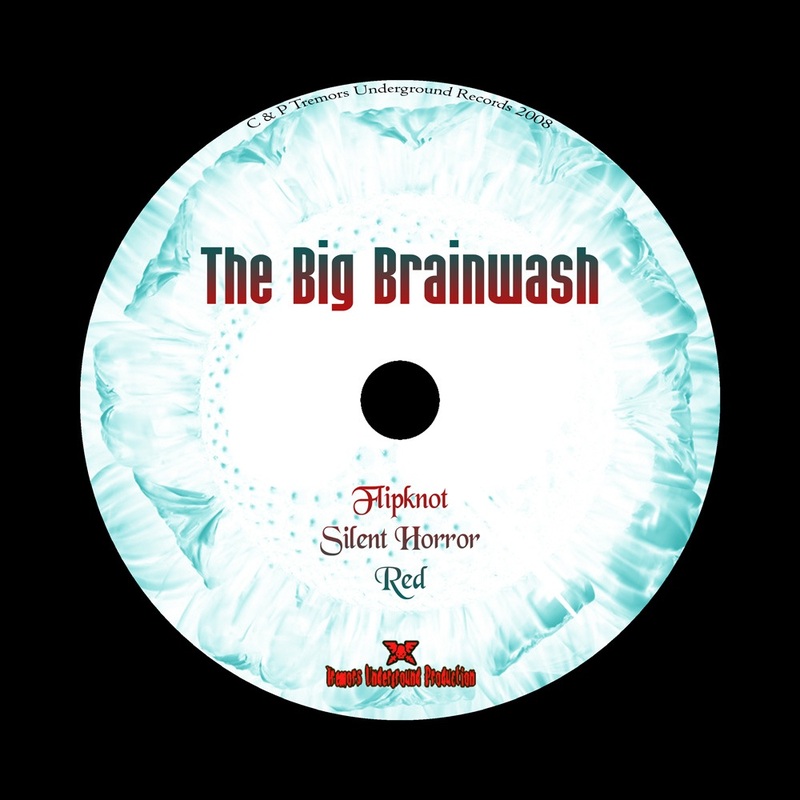 C & P Tremors Underground Records 2008
The Big Brainwash
Flipknot
Silent Horror
Red
Tremors Underground Production